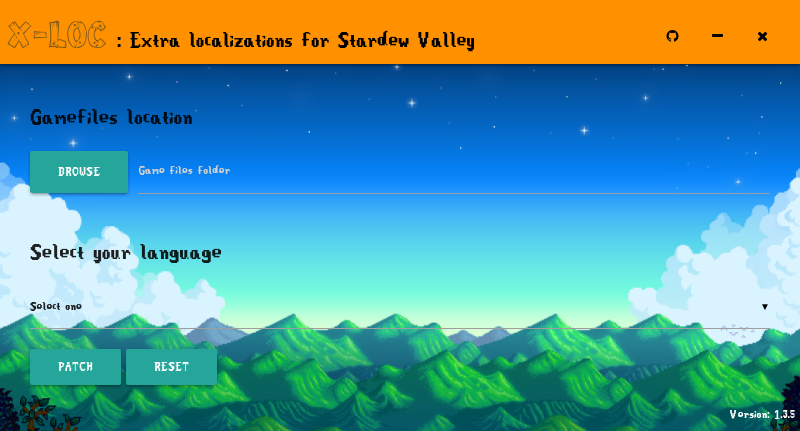 X-LOC : Extra localizations for Stardew Valley
Gamefiles location
BROWSE Game files folder
Select your language
Select one
PATCH RESET
Version: 1.3.5